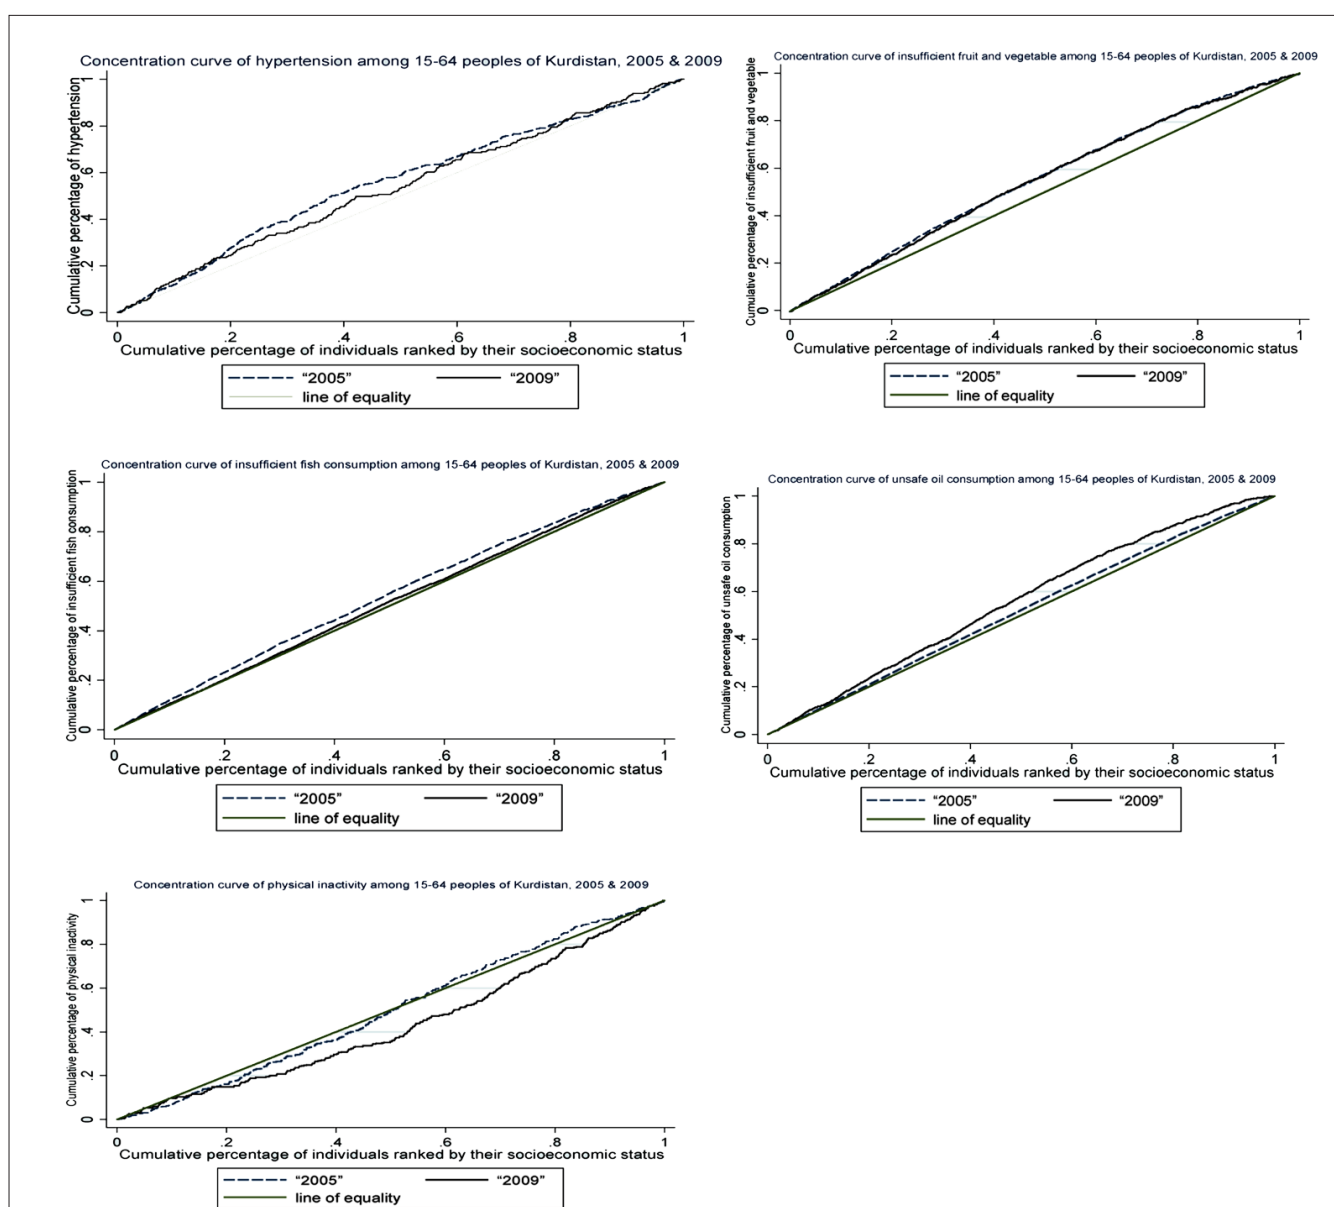 Concentration curve of hypertension among 15-64 peoples of Kurdistan, 2005 & 2009
Cumulative percentage of hypertension
0 .2 .4 .6 .8 1
0 .2 .4 .6 .8 1
Cumulative percentage of individuals ranked by their socioeconomic status
“2005” “2009”
line of equality
Concentration curve of insufficient fruit and vegetable among 15-64 peoples of Kurdistan, 2005 & 2009
Cumulative percentage of insufficient fruit and vegetable
0 .2 .4 .6 .8 1
0 .2 .4 .6 .8 1
Cumulative percentage of individuals ranked by their socioeconomic status
“2005” “2009”
line of equality
Concentration curve of insufficient fish consumption among 15-64 peoples of Kurdistan, 2005 & 2009
Cumulative percentage of insufficient fish consumption
0 .2 .4 .6 .8 1
0 .2 .4 .6 .8 1
Cumulative percentage of individuals ranked by their socioeconomic status
“2005” “2009”
line of equality
Concentration curve of unsafe oil consumption among 15-64 peoples of Kurdistan, 2005 & 2009
Cumulative percentage of unsafe oil consumption
0 .2 .4 .6 .8 1
0 .2 .4 .6 .8 1
Cumulative percentage of individuals ranked by their socioeconomic status
“2005” “2009”
line of equality
Concentration curve of physical inactivity among 15-64 peoples of Kurdistan, 2005 & 2009
Cumulative percentage of physical inactivity
0 .2 .4 .6 .8 1
0 .2 .4 .6 .8 1
Cumulative percentage of individuals ranked by their socioeconomic status
“2005” “2009”
line of equality